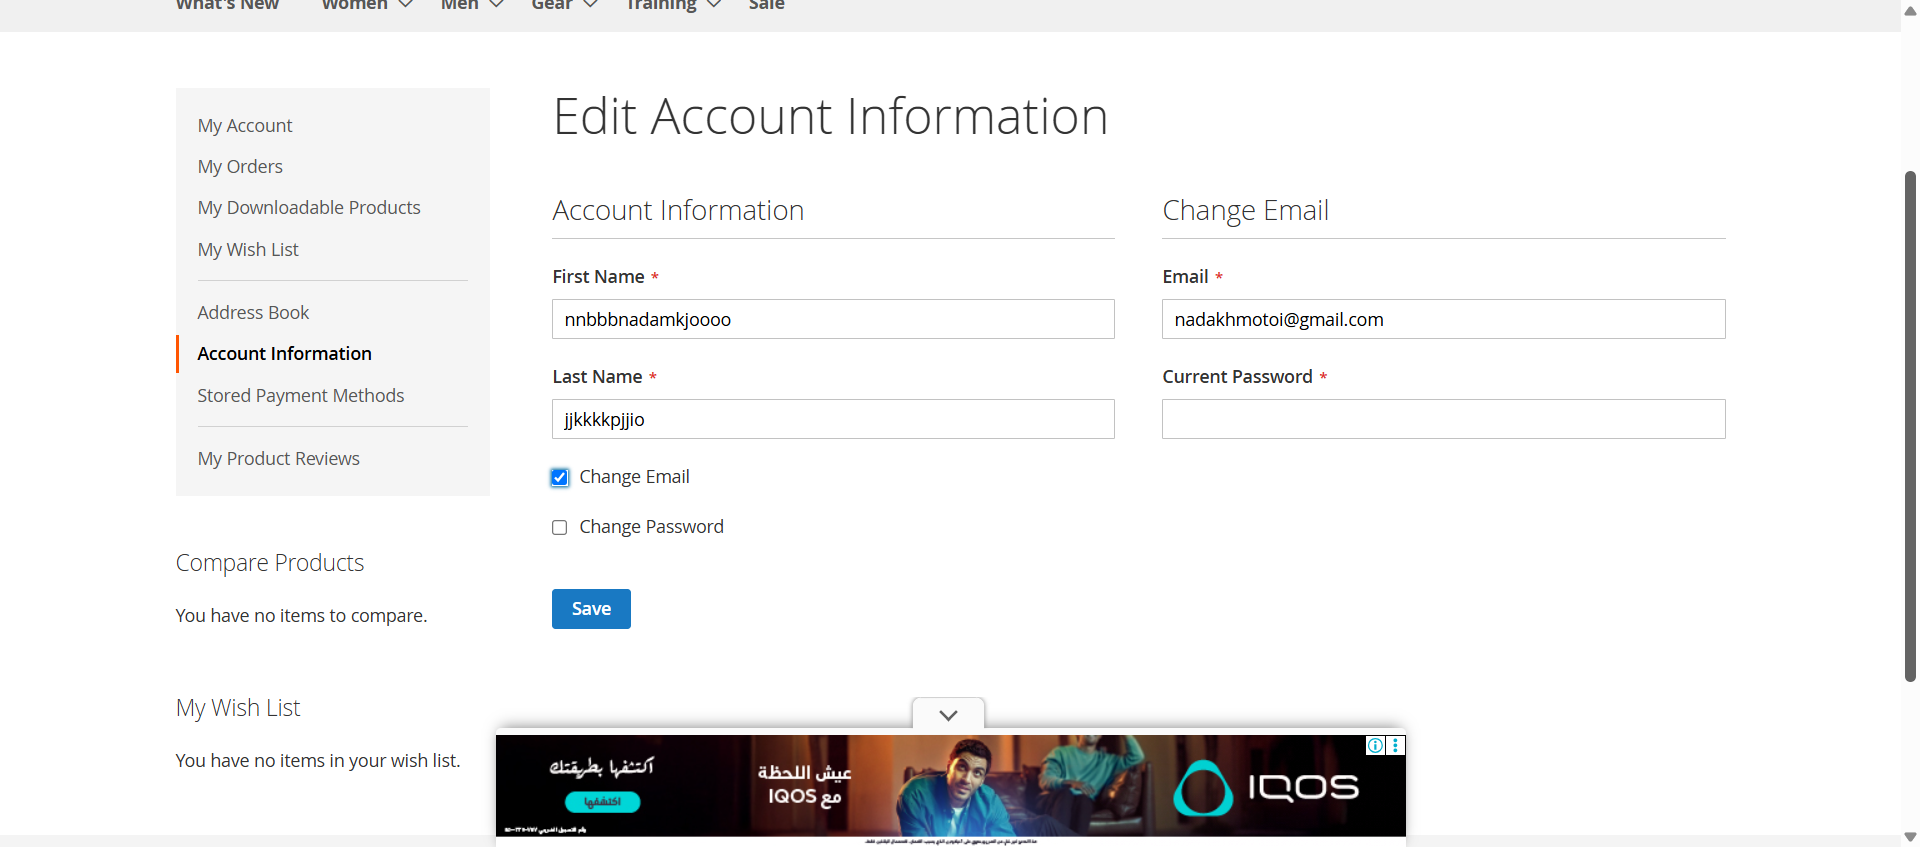 What's New Women Men Gear Training Sale
My Account
My Orders
My Downloadable Products
My Wish List
Address Book
Account Information
Stored Payment Methods
My Product Reviews
Compare Products
You have no items to compare.
My Wish List
You have no items in your wish list.
Edit Account Information
Account Information
First Name *
nnbbbnadamkjoooo
Last Name *
jjkkkkpjjio
Change Email
Change Password
Save
Change Email
Email *
nadakhmotoi@gmail.com
Current Password *
اكتشفها بطريقتك
اكتشفها
عيش اللحظة
مع IQOS
IQOS